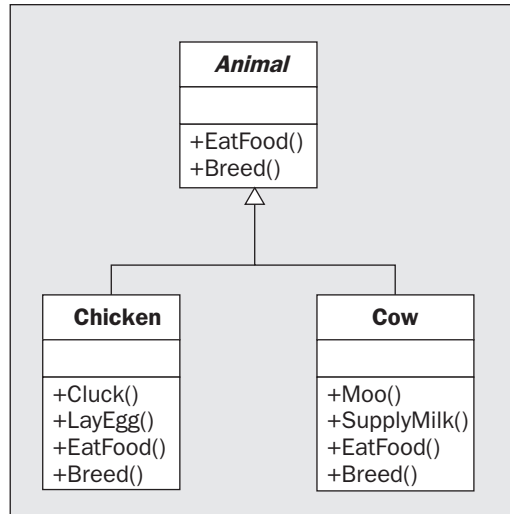 Animal
+EatFood()
+Breed()
Chicken
+Cluck()
+LayEgg()
+EatFood()
+Breed()
Cow
+Moo()
+SupplyMilk()
+EatFood()
+Breed()